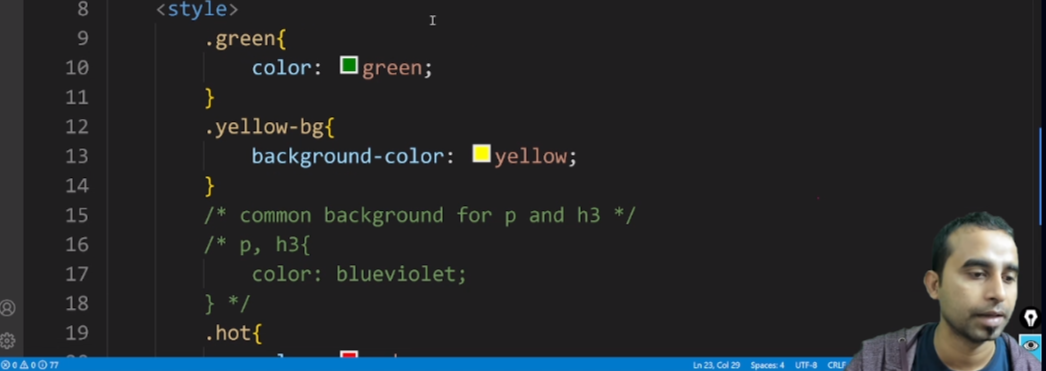 8 <style>
9 .green{
10 color: green;
11 }
12 .yellow-bg{
13 background-color: yellow;
14 }
15 /* common background for p and h3 */
16 /* p, h3{
17 color: blueviolet;
18 } */
19 .hot{
0 0 77 Ln 23, Col 29 Spaces: 4 UTF-8 CRLF